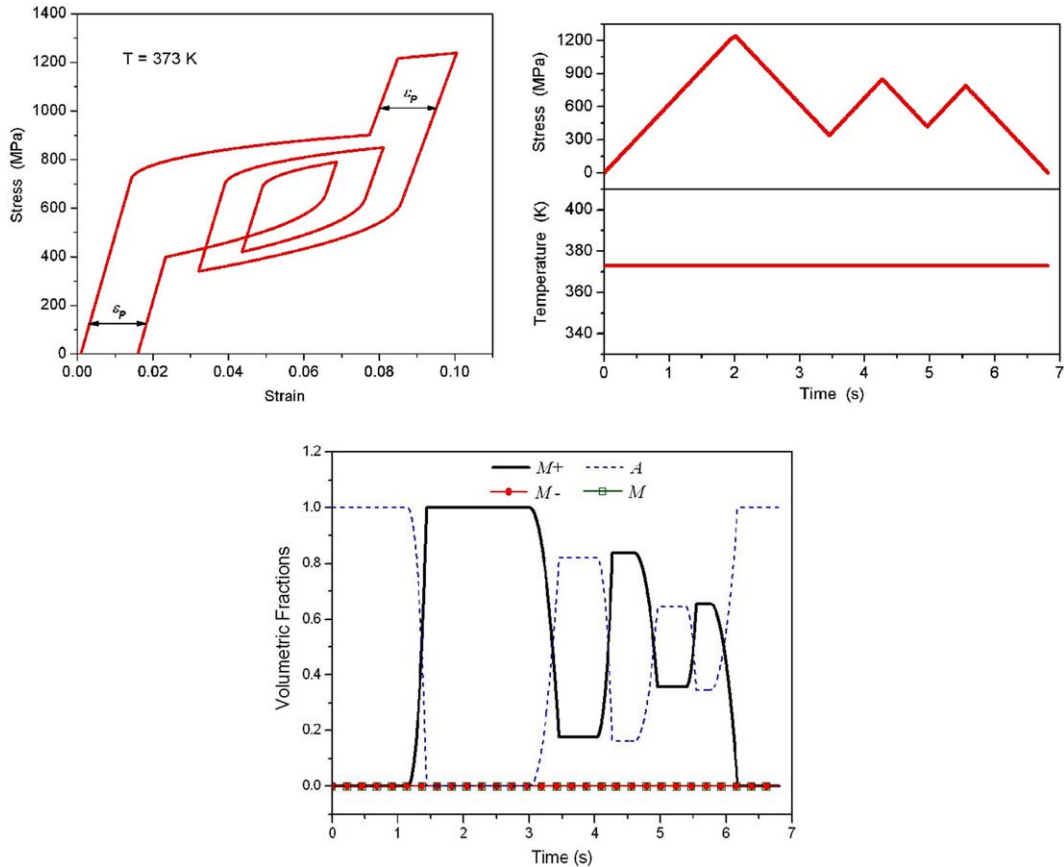 1400
1200
1000
800
600
400
200
0
Stress (MPa)
T = 373 K
εP
εP
0.00 0.02 0.04 0.06 0.08 0.10
Strain
1200
900
600
300
0
Stress (MPa)
400
380
360
340
Temperature (K)
0 1 2 3 4 5 6 7
Time (s)
1.2
1.0
0.8
0.6
0.4
0.2
0.0
Volumetric Fractions
M+ A
M- M
0 1 2 3 4 5 6 7
Time (s)